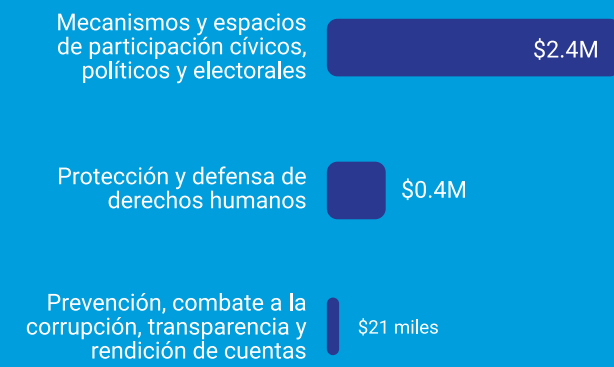 Mecanismos y espacios
de participación cívicos,
políticos y electorales
$2.4M
Protección y defensa de
derechos humanos
$0.4M
Prevención, combate a la
corrupción, transparencia y
rendición de cuentas
$21 miles